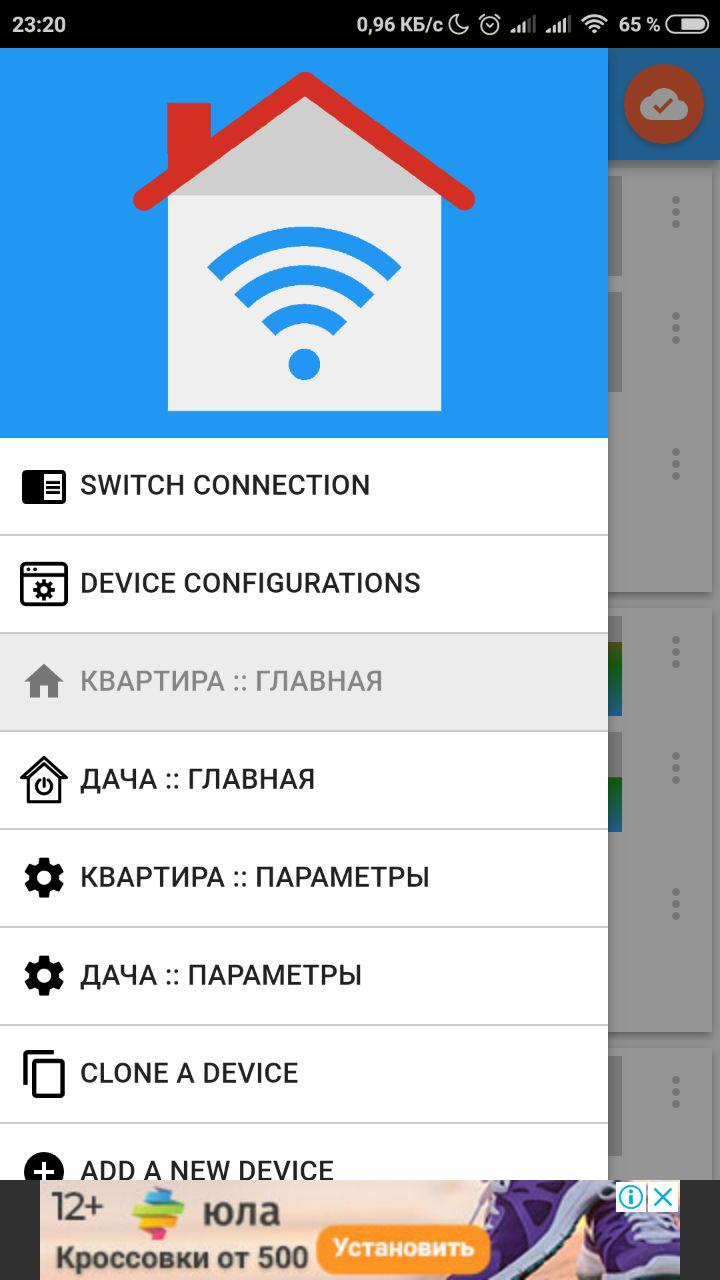 23:20 0,96 КБ/с 65 %
SWITCH CONNECTION
DEVICE CONFIGURATIONS
КВАРТИРА :: ГЛАВНАЯ
ДАЧА :: ГЛАВНАЯ
КВАРТИРА :: ПАРАМЕТРЫ
ДАЧА :: ПАРАМЕТРЫ
CLONE A DEVICE
ADD A NEW DEVICE
12+ юла
Кроссовки от 500 Установить